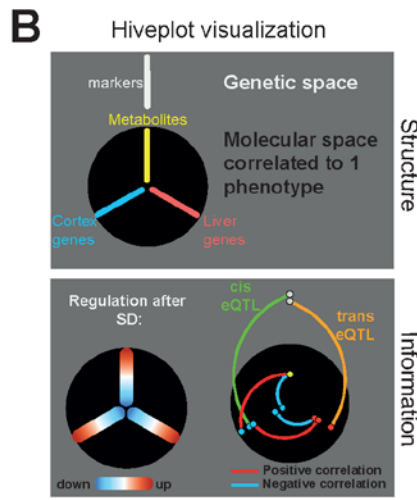 B
Hiveplot visualization
markers
Genetic space
Metabolites
Molecular space
correlated to 1
phenotype
Cortex
genes
Liver
genes
Structure
Regulation after
SD:
cis
eQTL
trans
eQTL
down
up
Positive correlation
Negative correlation
Information